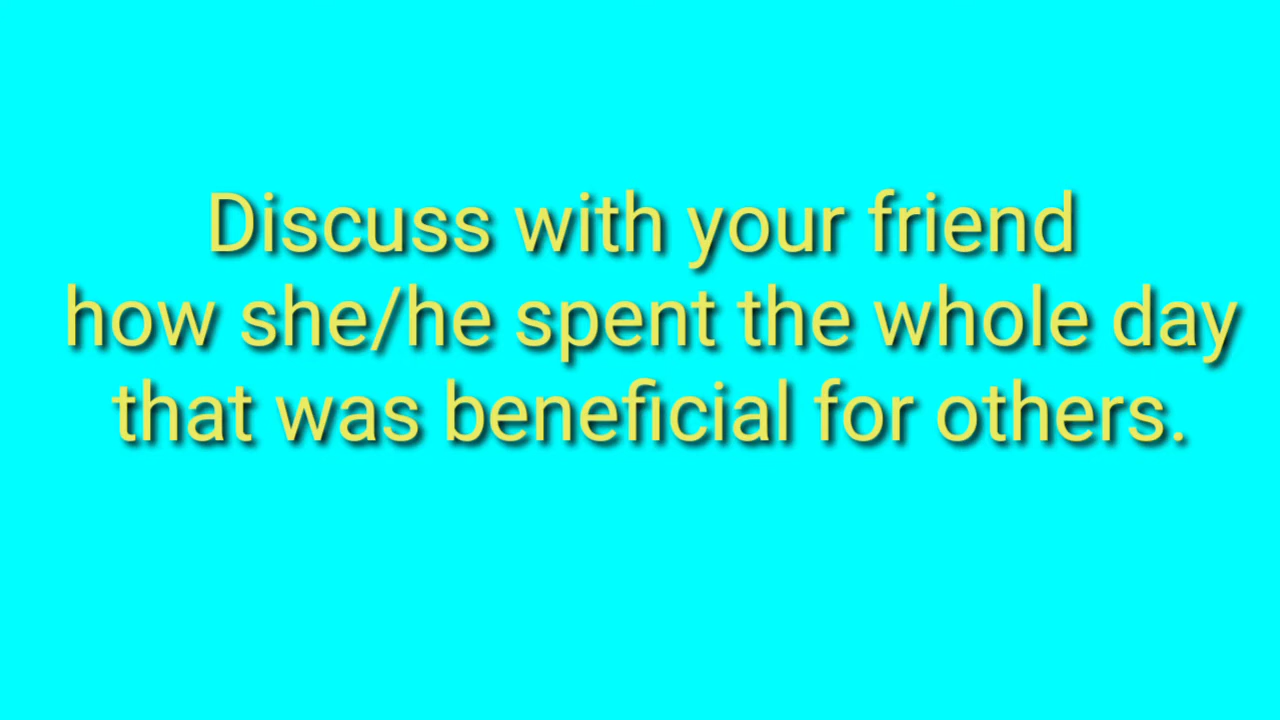 Discuss with your friend
how she/he spent the whole day
that was beneficial for others.